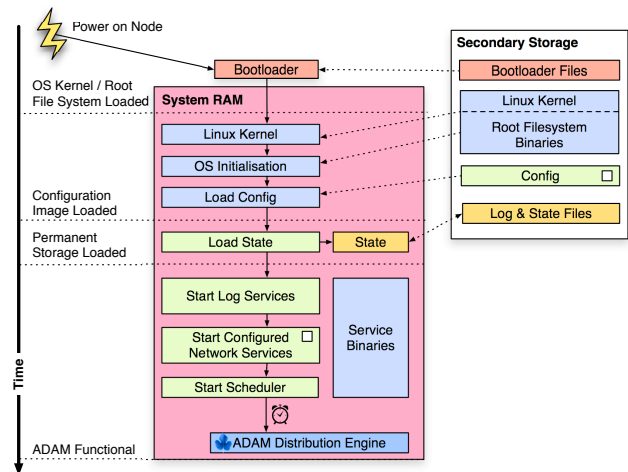 Power on Node
Secondary Storage
Bootloader
Bootloader Files
OS Kernel / Root
File System Loaded
System RAM
Linux Kernel
Linux Kernel
Root Filesystem
Binaries
OS Initialisation
Load Config
Config
Configuration
Image Loaded
Log & State Files
Permanent
Storage Loaded
Load State
State
Start Log Services
Service
Binaries
Start Configured
Network Services
Start Scheduler
Time
ADAM Distribution Engine
ADAM Functional